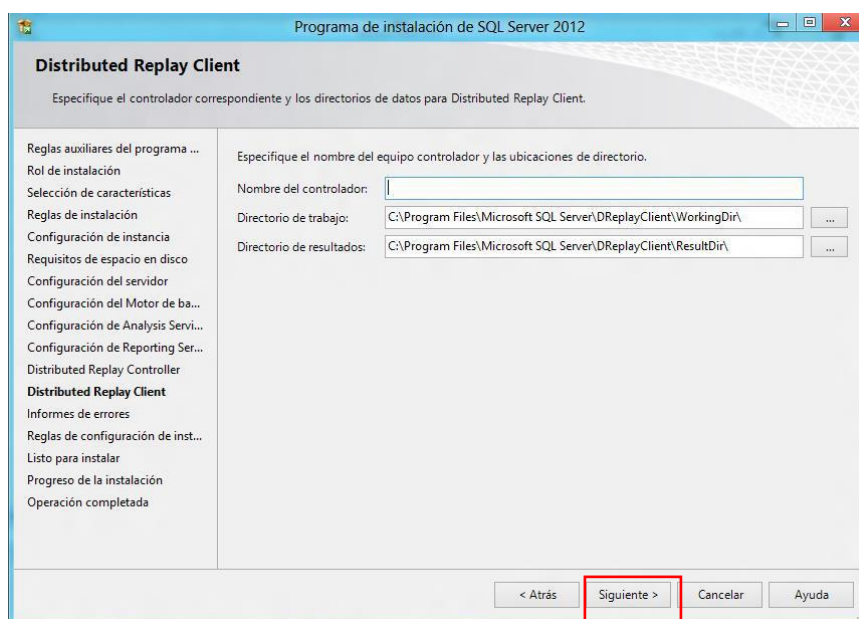 Programa de instalación de SQL Server 2012
Distributed Replay Client
Especifique el controlador correspondiente y los directorios de datos para Distributed Replay Client.
Reglas auxiliares del programa ...
Rol de instalación
Selección de características
Reglas de instalación
Configuración de instancia
Requisitos de espacio en disco
Configuración del servidor
Configuración del Motor de ba...
Configuración de Analysis Servi...
Configuración de Reporting Ser...
Distributed Replay Controller
Distributed Replay Client
Informes de errores
Reglas de configuración de inst...
Listo para instalar
Progreso de la instalación
Operación completada
Especifique el nombre del equipo controlador y las ubicaciones de directorio.
Nombre del controlador:
Directorio de trabajo: C:\Program Files\Microsoft SQL Server\DReplayClient\WorkingDir\ ...
Directorio de resultados: C:\Program Files\Microsoft SQL Server\DReplayClient\ResultDir\ ...
< Atrás Siguiente > Cancelar Ayuda